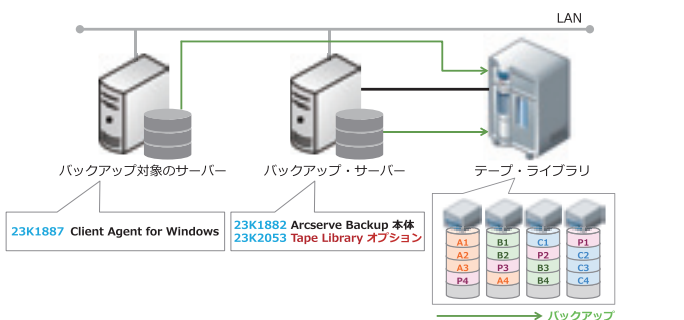 LAN
バックアップ対象のサーバー
バックアップ・サーバー
テープ・ライブラリ
23K1887 Client Agent for Windows
23K1882 Arcserve Backup 本体
23K2053 Tape Library オプション
A1 B1 C1 P1
A2 B2 P2 C2
A3 P3 B3 C3
P4 A4 B4 C4
バックアップ